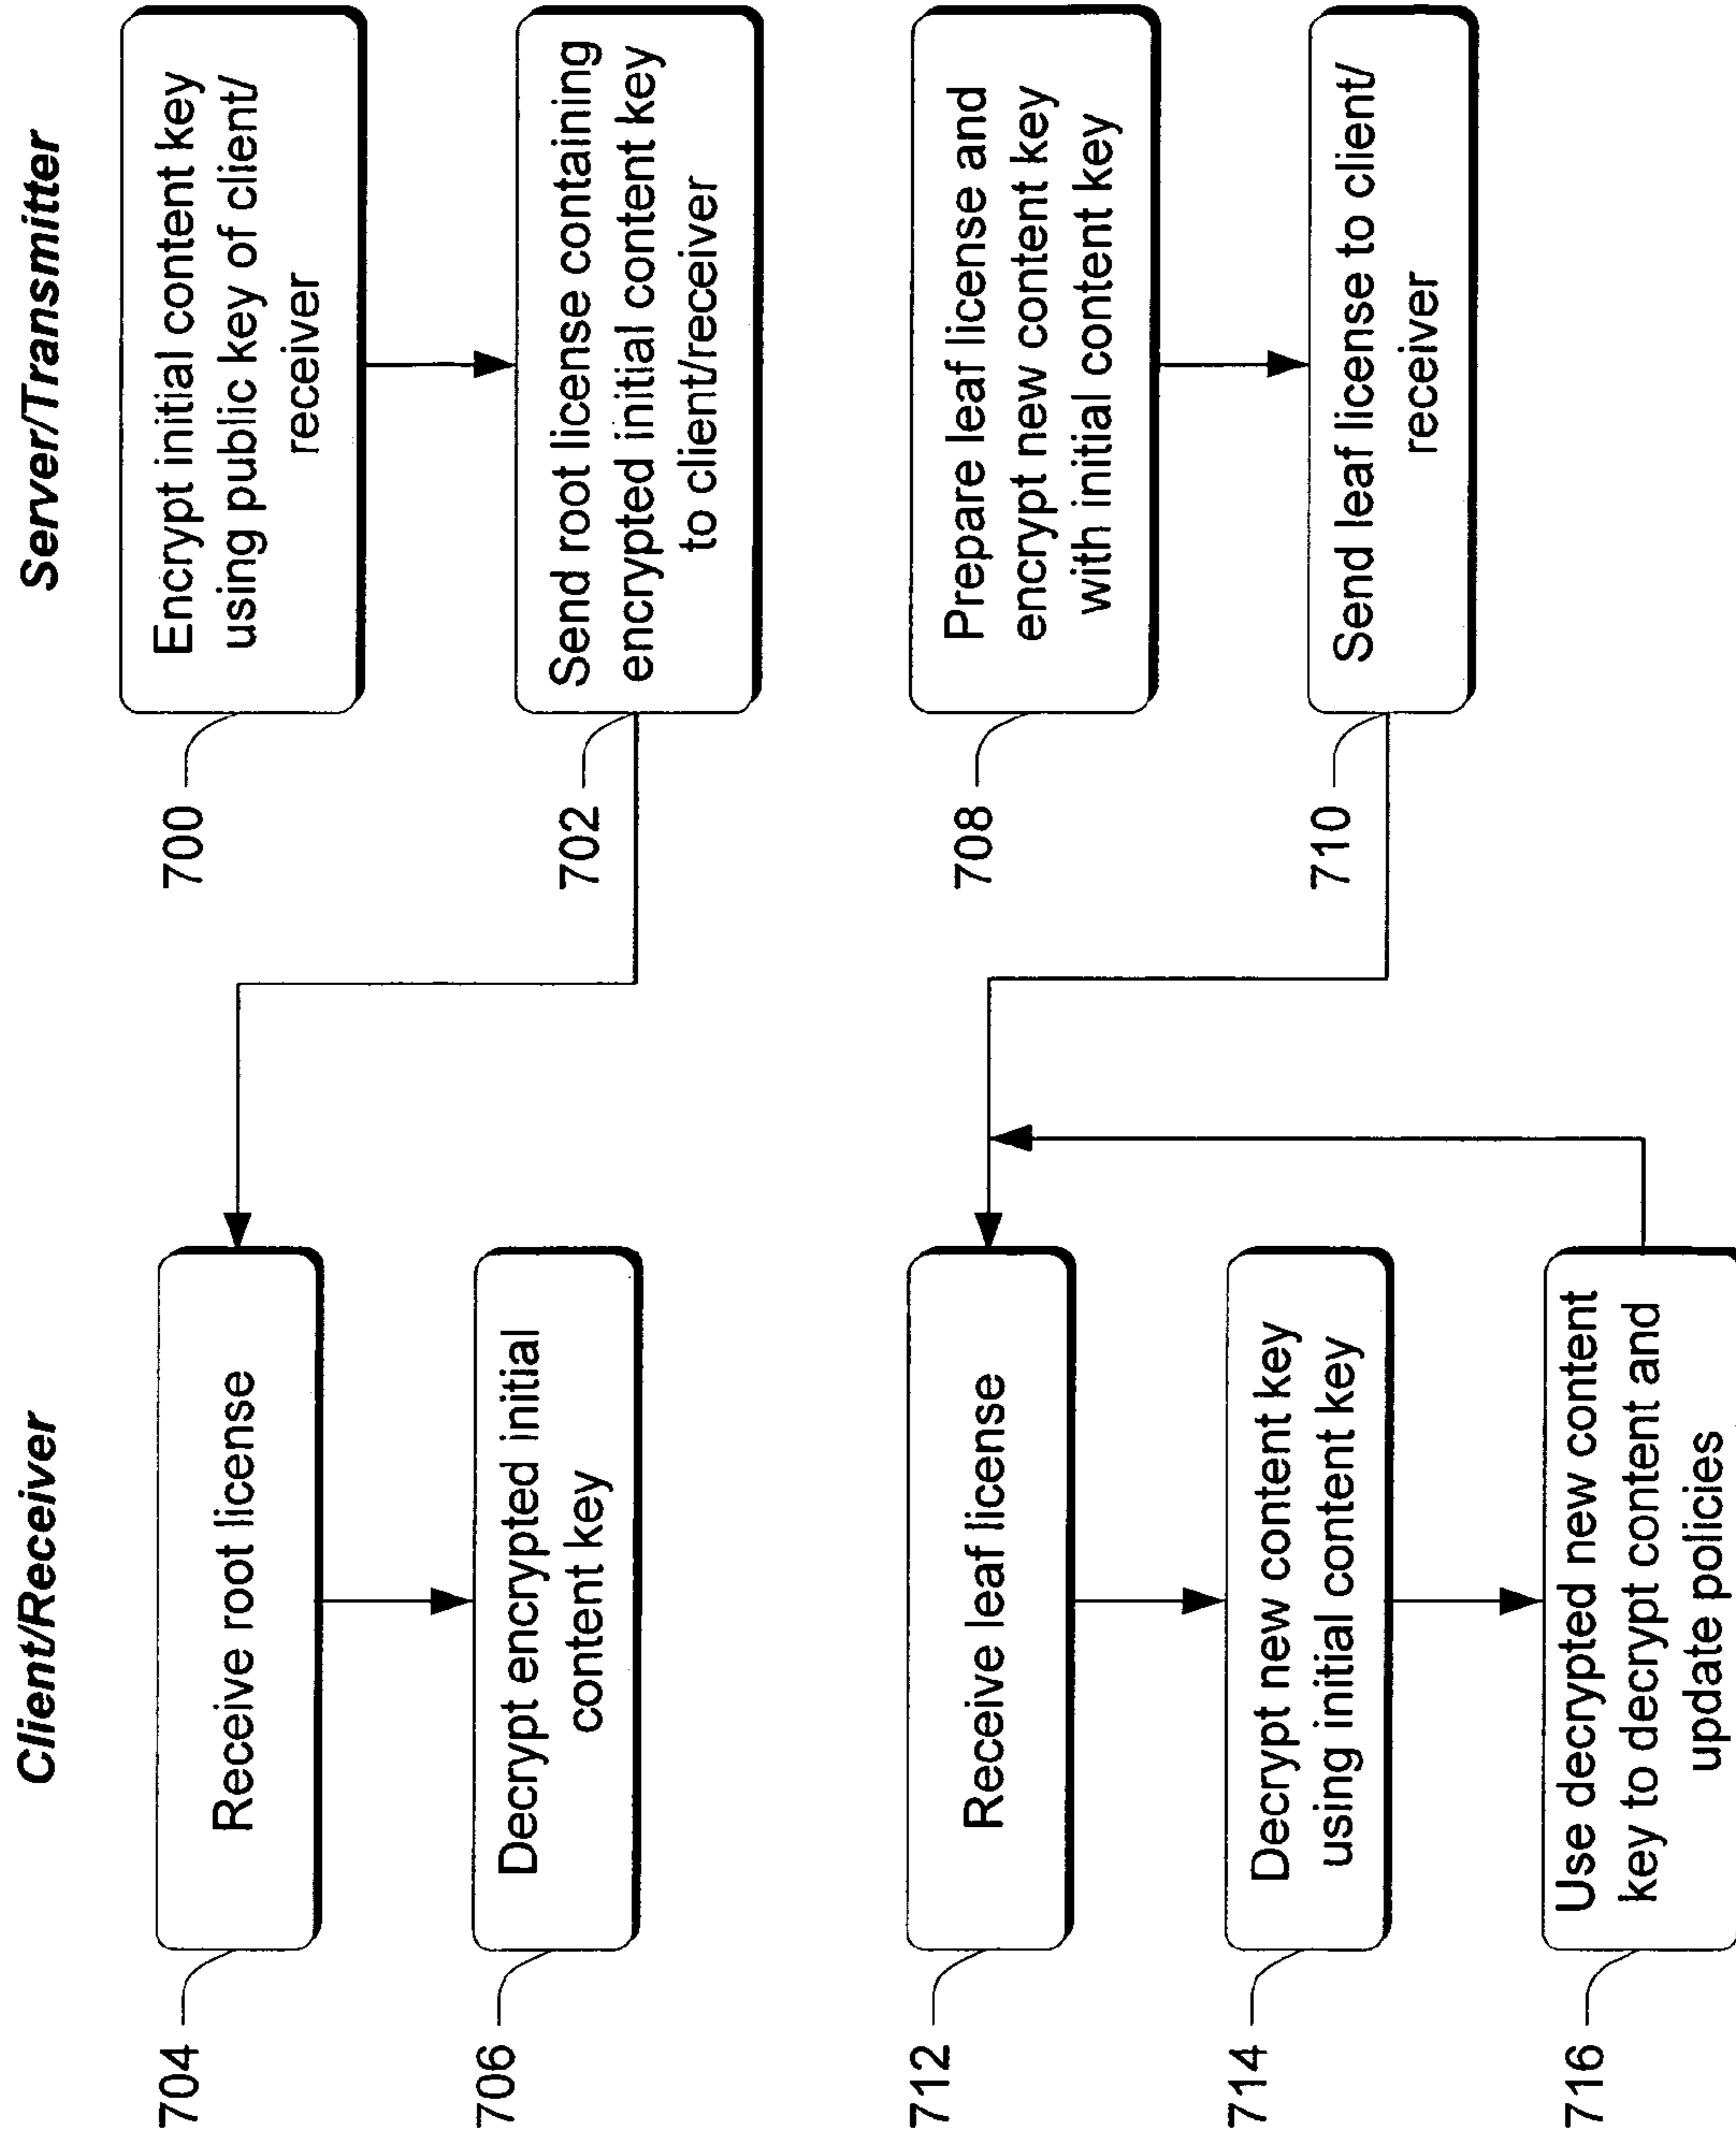 Client/Receiver
Server/Transmitter
700
Encrypt initial content key
using public key of client/
receiver
702
Send root license containing
encrypted initial content key
to client/receiver
704
Receive root license
706
Decrypt encrypted initial
content key
708
Prepare leaf license and
encrypt new content key
with initial content key
710
Send leaf license to client/
receiver
712
Receive leaf license
714
Decrypt new content key
using initial content key
716
Use decrypted new content
key to decrypt content and
update policies